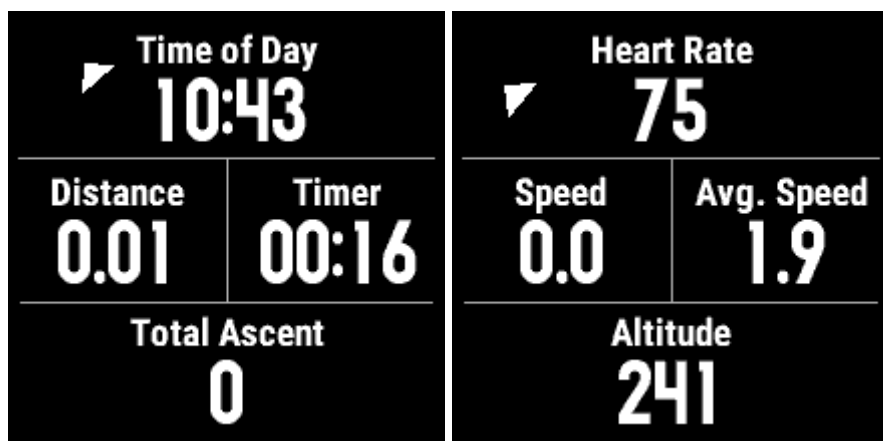 Time of Day
10:43
Distance
0.01
Timer
00:16
Total Ascent
0
Heart Rate
75
Speed
0.0
Avg. Speed
1.9
Altitude
241